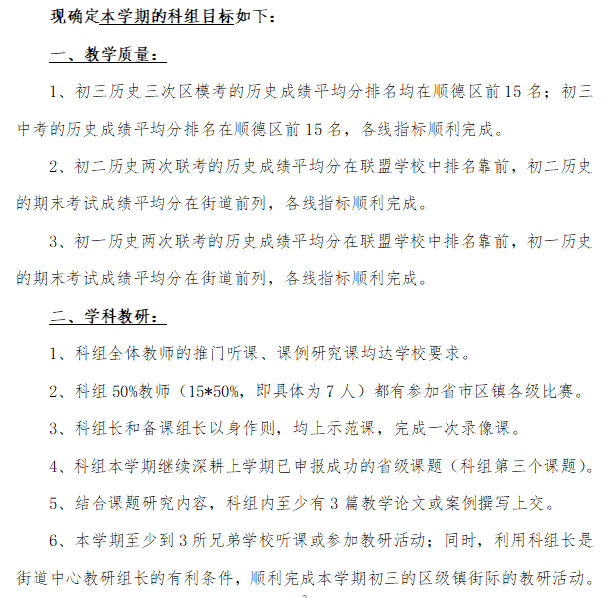 现确定本学期的科组目标如下：
一、教学质量：
1、初三历史三次区模考的历史成绩平均分排名均在顺德区前 15 名；初三
中考的历史成绩平均分排名在顺德区前 15 名，各线指标顺利完成。
2、初二历史两次联考的历史成绩平均分在联盟学校中排名靠前，初二历史
的期末考试成绩平均分在街道前列，各线指标顺利完成。
3、初一历史两次联考的历史成绩平均分在联盟学校中排名靠前，初一历史
的期末考试成绩平均分在街道前列，各线指标顺利完成。
二、学科教研：
1、科组全体教师的推门听课、课例研究课均达学校要求。
2、科组 50%教师（15*50%，即具体为 7 人）都有参加省市区镇各级比赛。
3、科组长和备课组长以身作则，均上示范课，完成一次录像课。
4、科组本学期继续深耕上学期已申报成功的省级课题（科组第三个课题）。
5、结合课题研究内容，科组内至少有 3 篇教学论文或案例撰写上交。
6、本学期至少到 3 所兄弟学校听课或参加教研活动；同时，利用科组长是
街道中心教研组长的有利条件，顺利完成本学期初三的区级镇街际的教研活动。